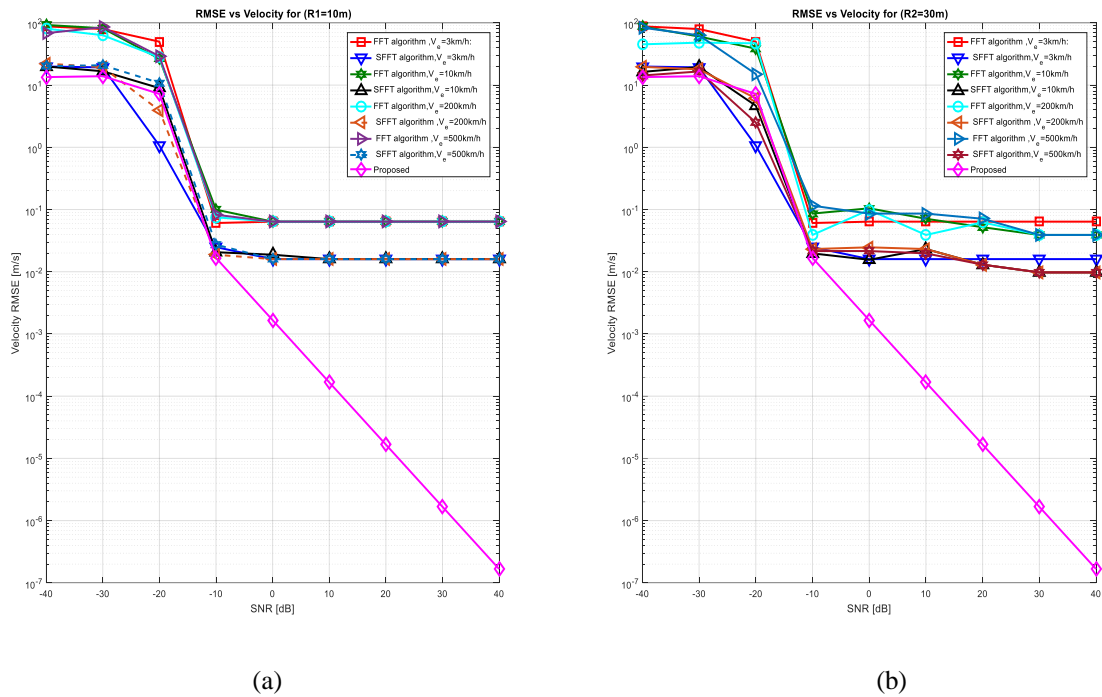 RMSE vs Velocity for (R1=10m)
10^2
10^1
10^0
10^-1
10^-2
10^-3
10^-4
10^-5
10^-6
10^-7
Velocity RMSE [m/s]
-40 -30 -20 -10 0 10 20 30 40
SNR [dB]
FFT algorithm ,V_e=3km/h:
SFFT algorithm,V_e=3km/h
FFT algorithm ,V_e=10km/h
SFFT algorithm,V_e=10km/h
FFT algorithm ,V_e=200km/h
SFFT algorithm,V_e=200km/h
FFT algorithm ,V_e=500km/h
SFFT algorithm,V_e=500km/h
Proposed
(a)
RMSE vs Velocity for (R2=30m)
10^2
10^1
10^0
10^-1
10^-2
10^-3
10^-4
10^-5
10^-6
10^-7
Velocity RMSE [m/s]
-40 -30 -20 -10 0 10 20 30 40
SNR [dB]
FFT algorithm ,V_e=3km/h:
SFFT algorithm,V_e=3km/h
FFT algorithm ,V_e=10km/h
SFFT algorithm,V_e=10km/h
FFT algorithm ,V_e=200km/h
SFFT algorithm,V_e=200km/h
FFT algorithm ,V_e=500km/h
SFFT algorithm,V_e=500km/h
Proposed
(b)